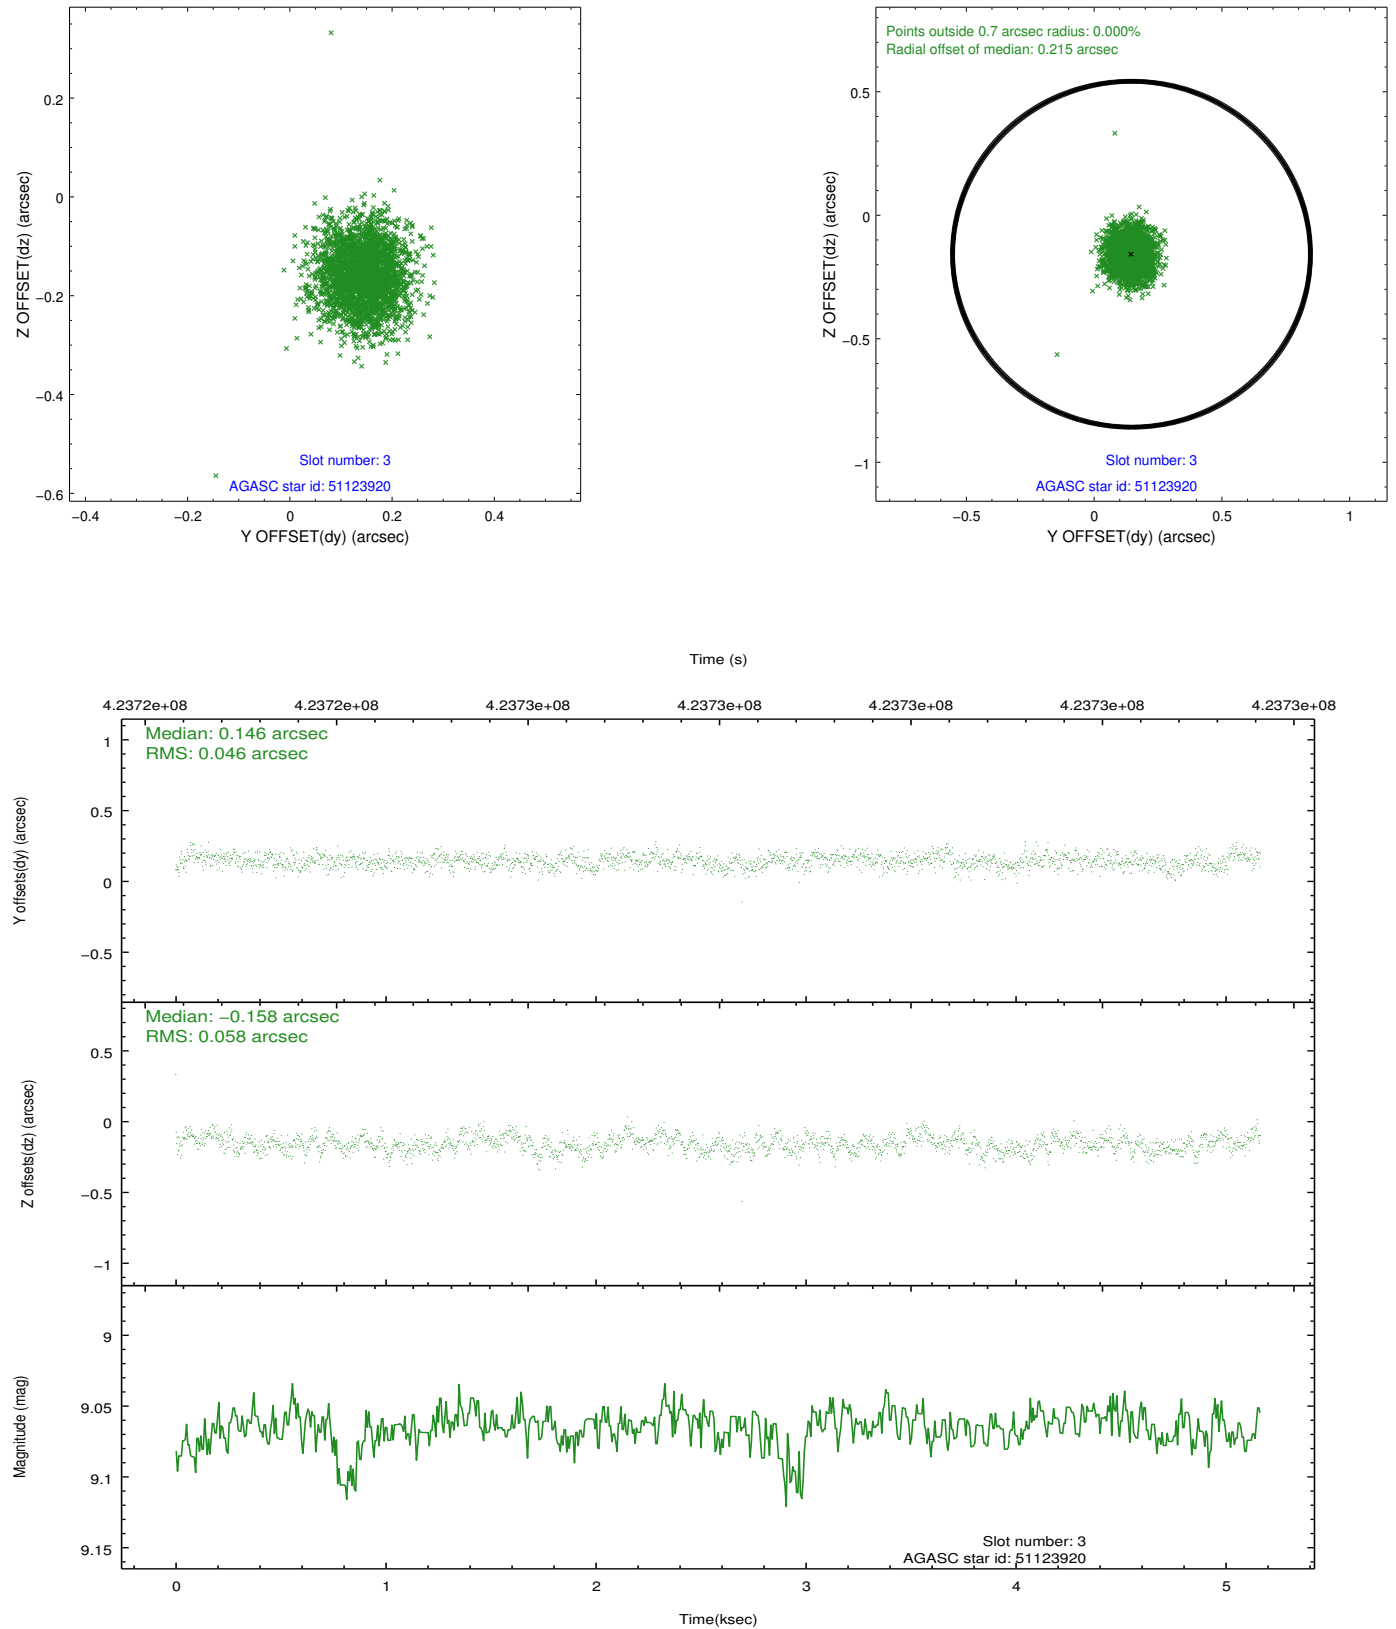 0.2
0
−0.2
−0.4
−0.6
Z OFFSET(dz) (arcsec)
Slot number: 3
AGASC star id: 51123920
−0.4 −0.2 0 0.2 0.4
Y OFFSET(dy) (arcsec)
Points outside 0.7 arcsec radius: 0.000%
Radial offset of median: 0.215 arcsec
0.5
0
−0.5
−1
Z OFFSET(dz) (arcsec)
Slot number: 3
AGASC star id: 51123920
−0.5 0 0.5 1
Y OFFSET(dy) (arcsec)
Time (s)
4.2372e+08 4.2372e+08 4.2373e+08 4.2373e+08 4.2373e+08 4.2373e+08 4.2373e+08
Median: 0.146 arcsec
RMS: 0.046 arcsec
1
0.5
0
−0.5
Y offsets(dy) (arcsec)
Median: −0.158 arcsec
RMS: 0.058 arcsec
0.5
0
−0.5
−1
Z offsets(dz) (arcsec)
9
9.05
9.1
9.15
Magnitude (mag)
Slot number: 3
AGASC star id: 51123920
0 1 2 3 4 5
Time(ksec)